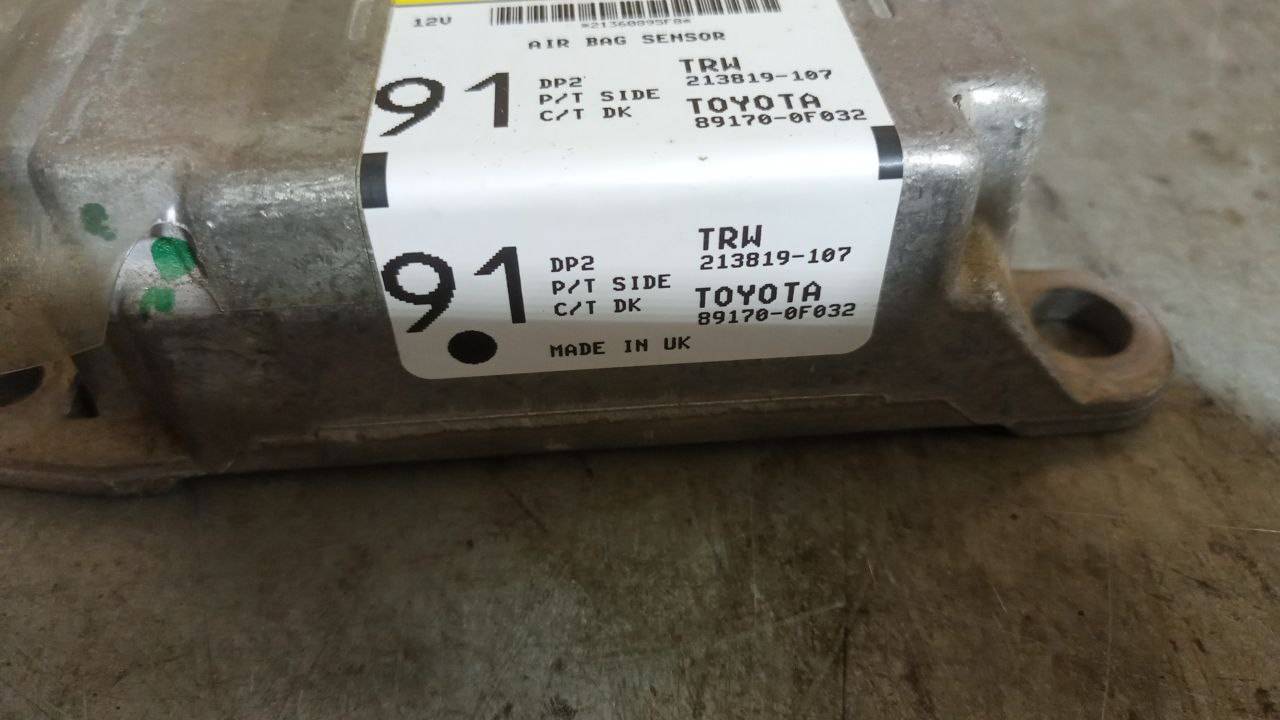 12V
*21360895F8*
AIR BAG SENSOR
91
DP2
P/T SIDE
C/T DK
TRW
213819-107
TOYOTA
89170-0F032
91
DP2
P/T SIDE
C/T DK
TRW
213819-107
TOYOTA
89170-0F032
MADE IN UK